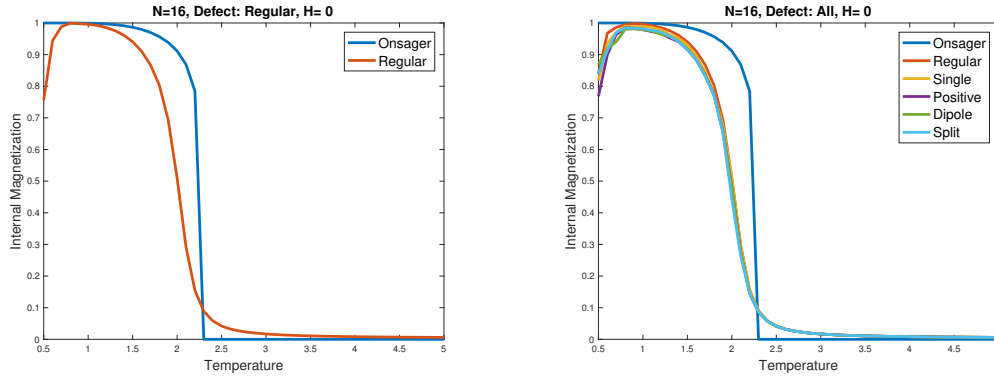 N=16, Defect: Regular, H= 0
Internal Magnetization
1
0.9
0.8
0.7
0.6
0.5
0.4
0.3
0.2
0.1
0
0.5 1 1.5 2 2.5 3 3.5 4 4.5 5
Temperature
Onsager
Regular
N=16, Defect: All, H= 0
Internal Magnetization
1
0.9
0.8
0.7
0.6
0.5
0.4
0.3
0.2
0.1
0
0.5 1 1.5 2 2.5 3 3.5 4 4.5
Temperature
Onsager
Regular
Single
Positive
Dipole
Split